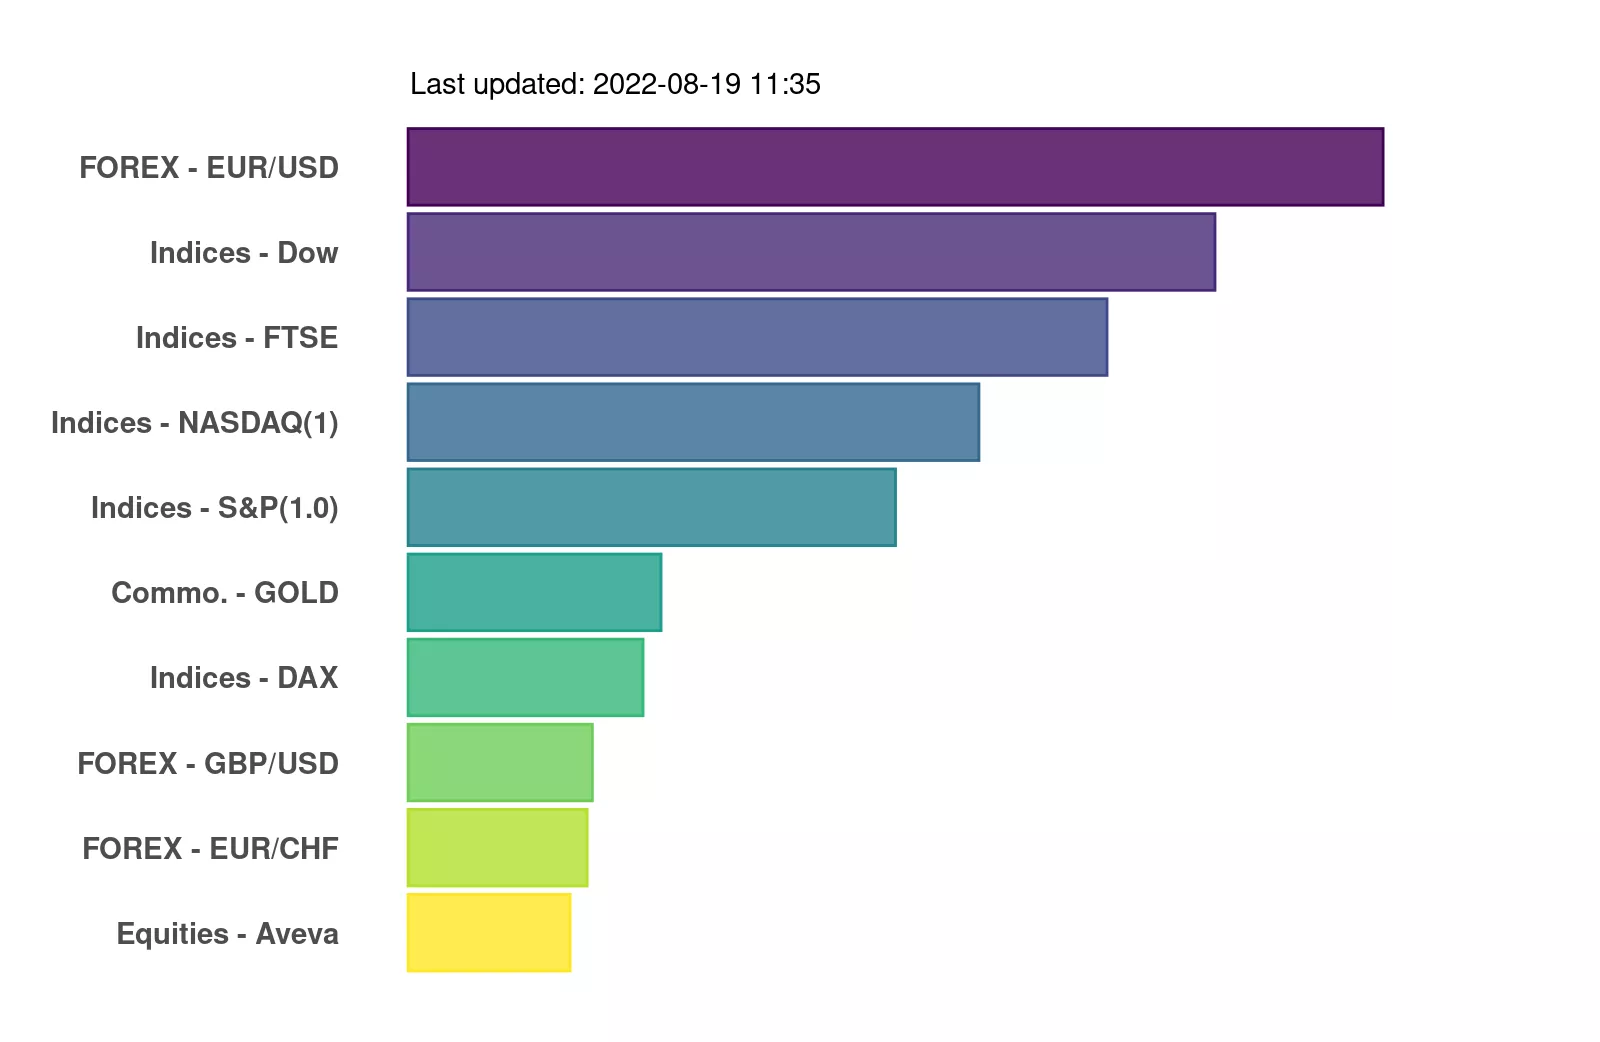 Last updated: 2022-08-19 11:35
FOREX - EUR/USD
Indices - Dow
Indices - FTSE
Indices - NASDAQ(1)
Indices - S&P(1.0)
Commo. - GOLD
Indices - DAX
FOREX - GBP/USD
FOREX - EUR/CHF
Equities - Aveva